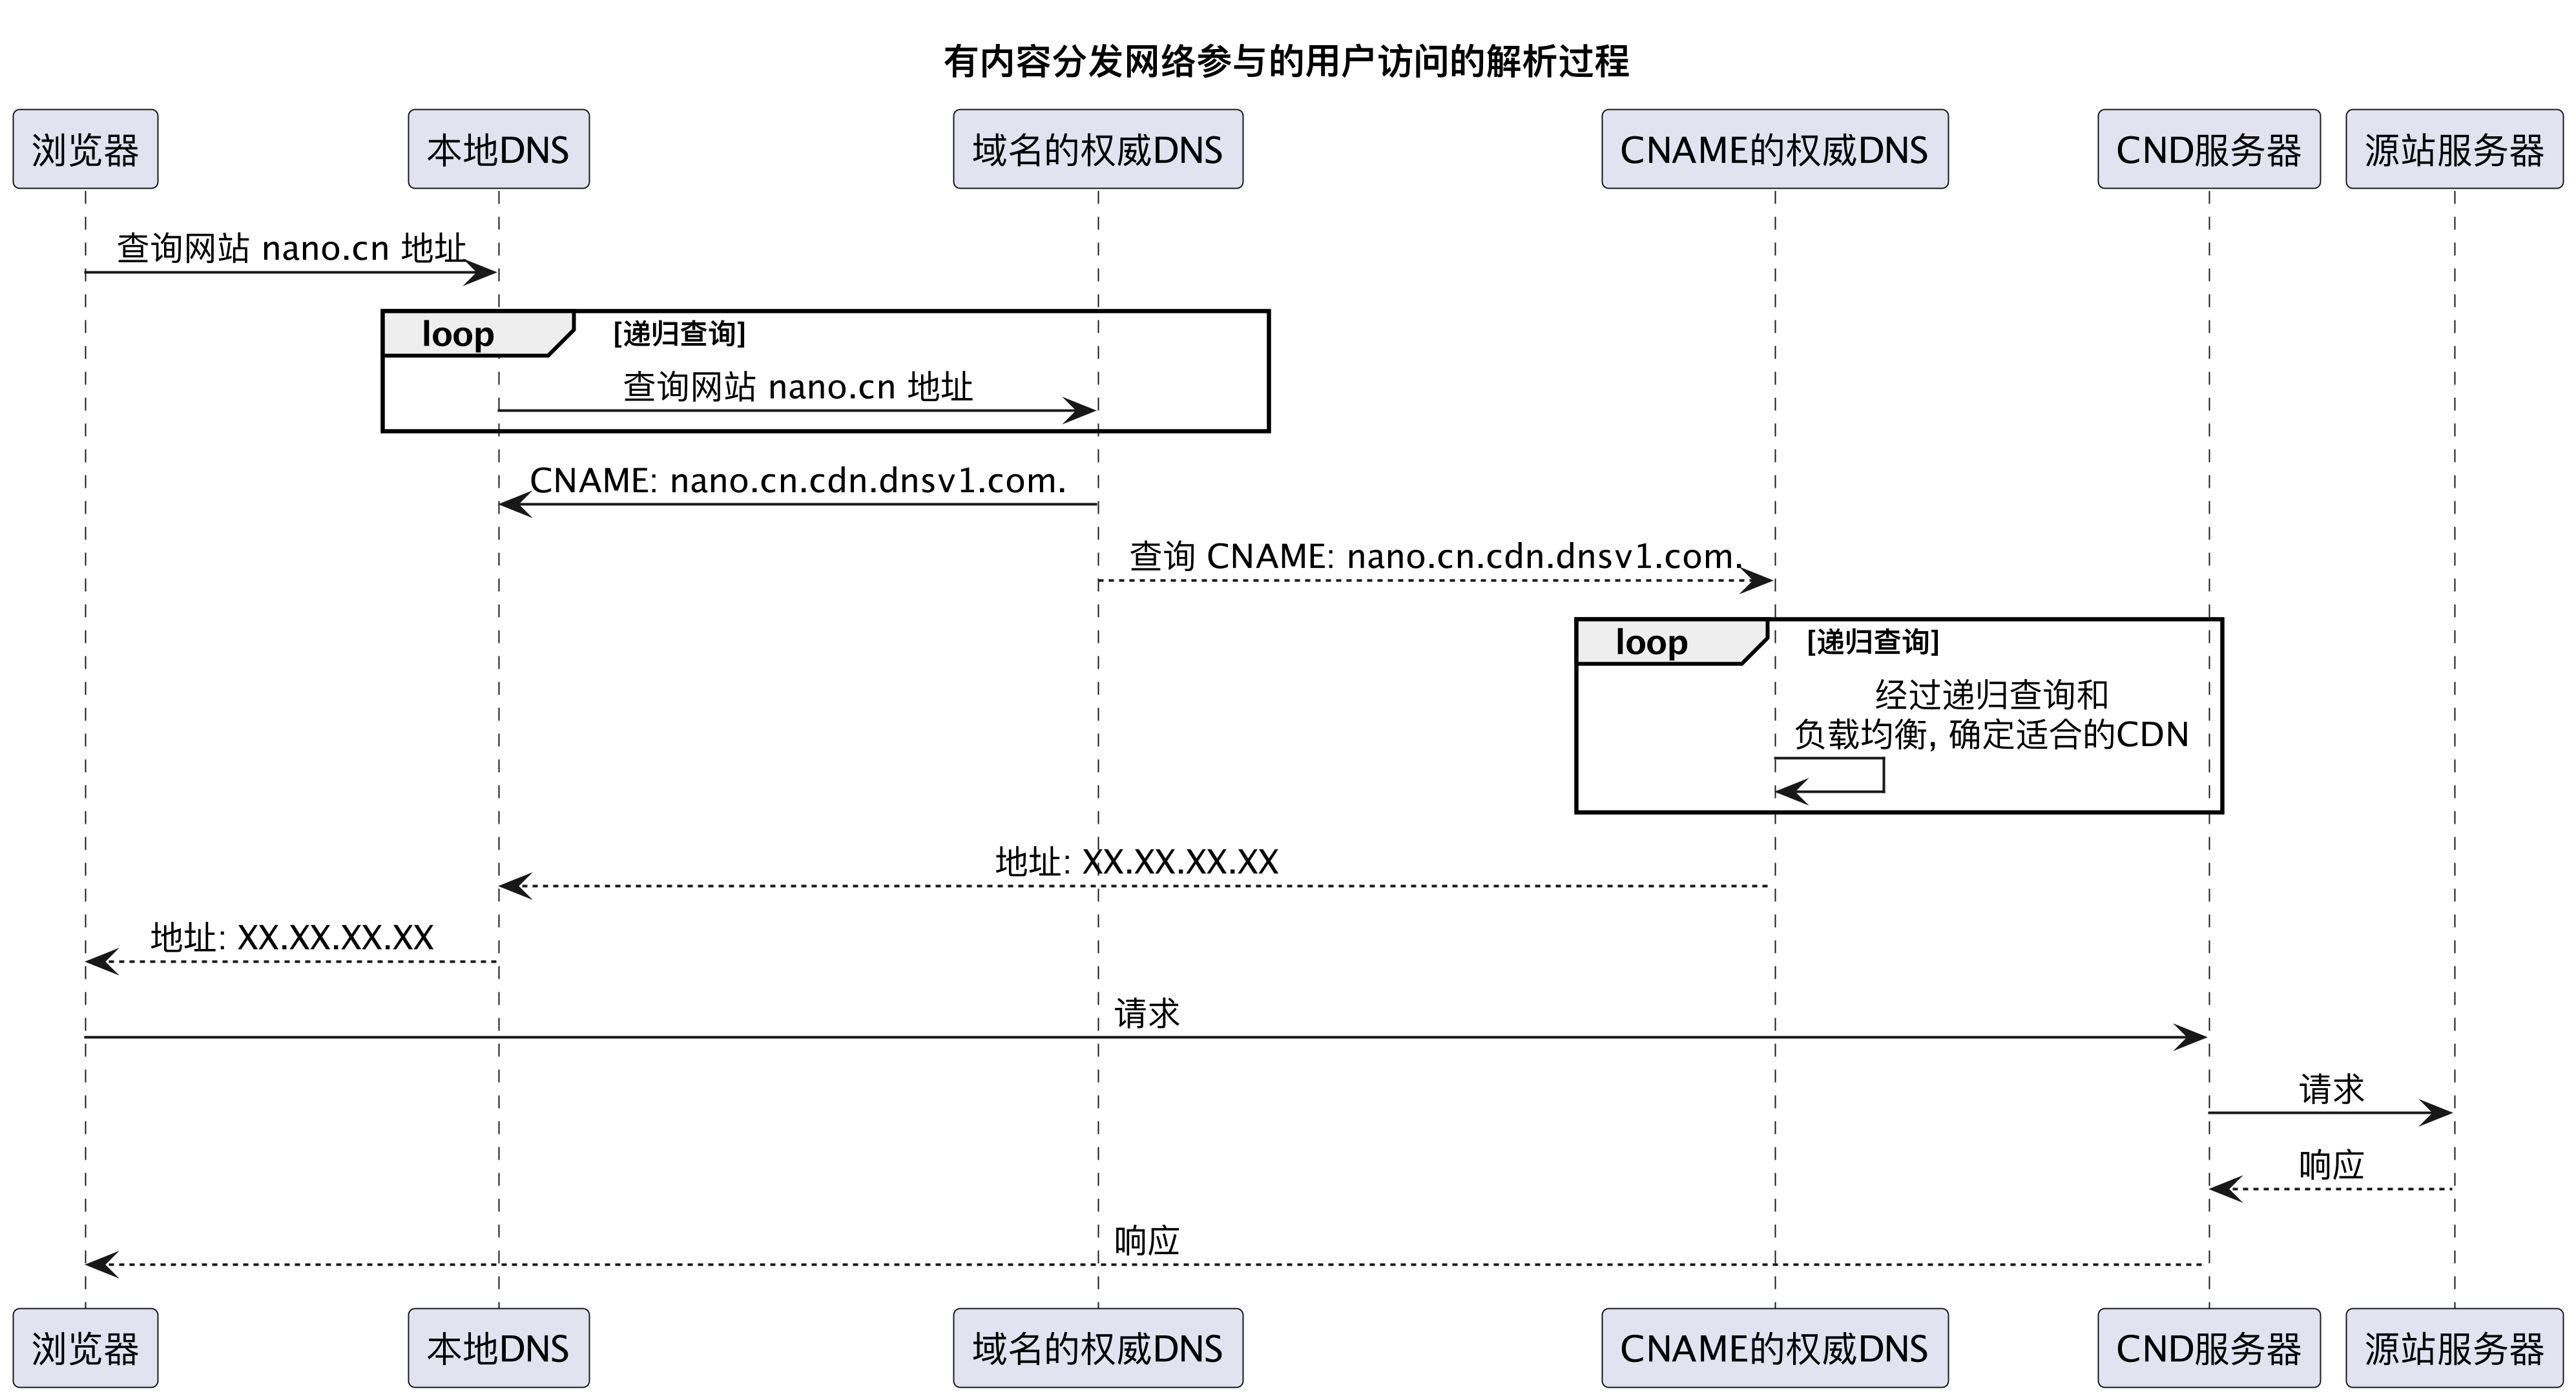 有内容分发网络参与的用户访问的解析过程
浏览器
本地DNS
域名的权威DNS
CNAME的权威DNS
CND服务器
源站服务器
查询网站 nano.cn 地址
loop
[递归查询]
查询网站 nano.cn 地址
CNAME: nano.cn.cdn.dnsv1.com.
查询 CNAME: nano.cn.cdn.dnsv1.com.
loop
[递归查询]
经过递归查询和
负载均衡, 确定适合的CDN
地址: XX.XX.XX.XX
地址: XX.XX.XX.XX
请求
请求
响应
响应
浏览器
本地DNS
域名的权威DNS
CNAME的权威DNS
CND服务器
源站服务器